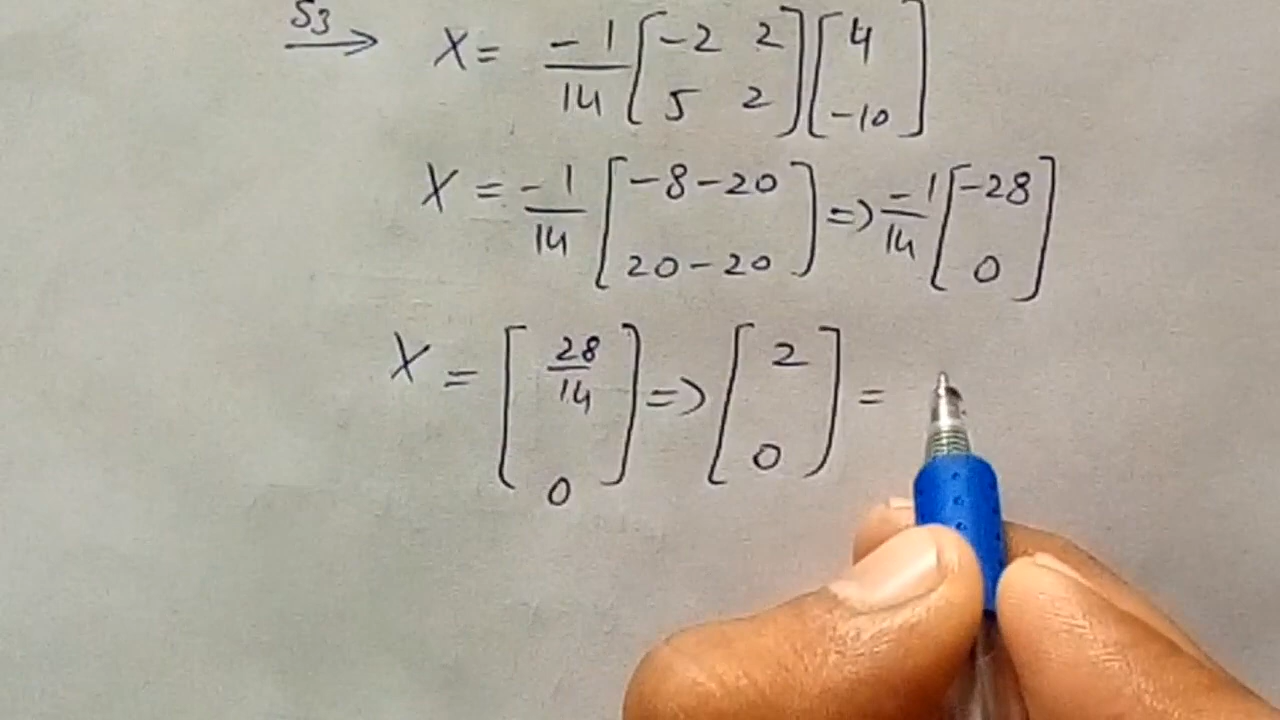 S3 → X = -1/14 [-2 2; 5 2] [4; -10]
X = -1/14 [-8-20; 20-20] => -1/14 [-28; 0]
X = [28/14; 0] => [2; 0] =